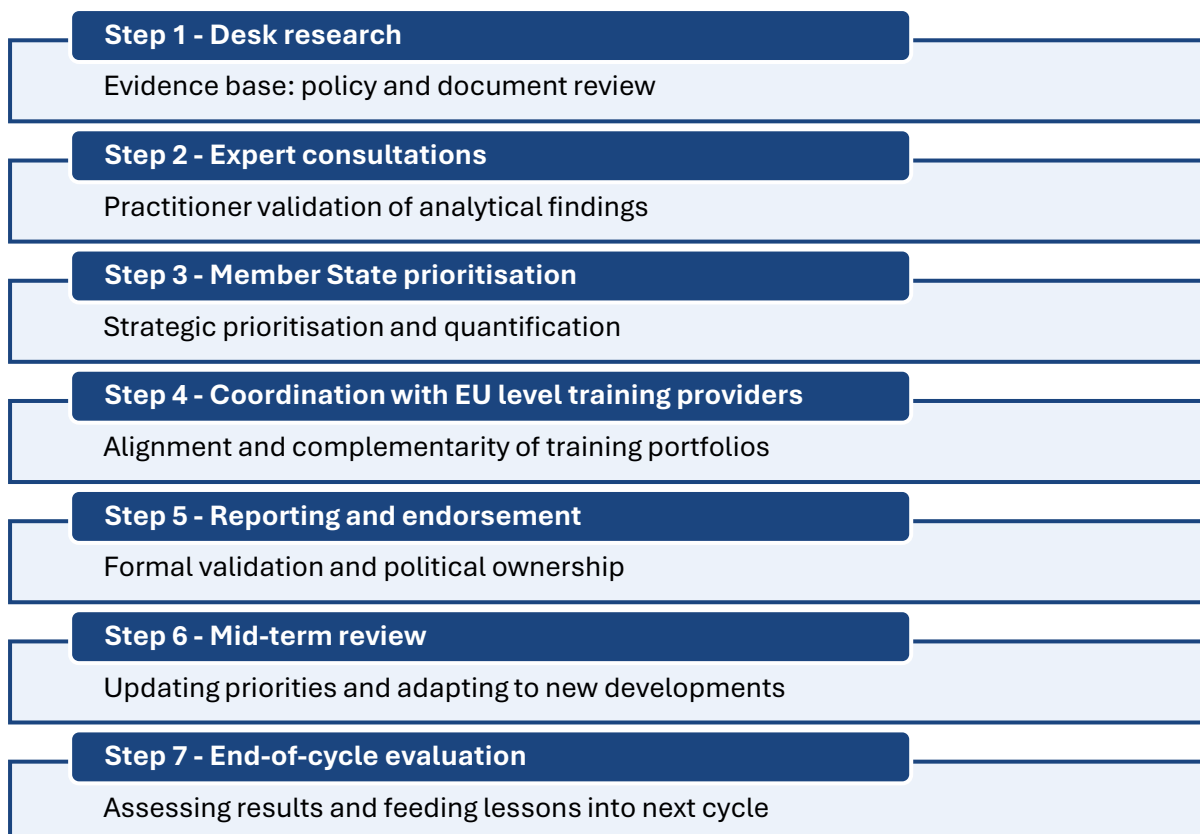 Step 1 - Desk research
Evidence base: policy and document review
Step 2 - Expert consultations
Practitioner validation of analytical findings
Step 3 - Member State prioritisation
Strategic prioritisation and quantification
Step 4 - Coordination with EU level training providers
Alignment and complementarity of training portfolios
Step 5 - Reporting and endorsement
Formal validation and political ownership
Step 6 - Mid-term review
Updating priorities and adapting to new developments
Step 7 - End-of-cycle evaluation
Assessing results and feeding lessons into next cycle